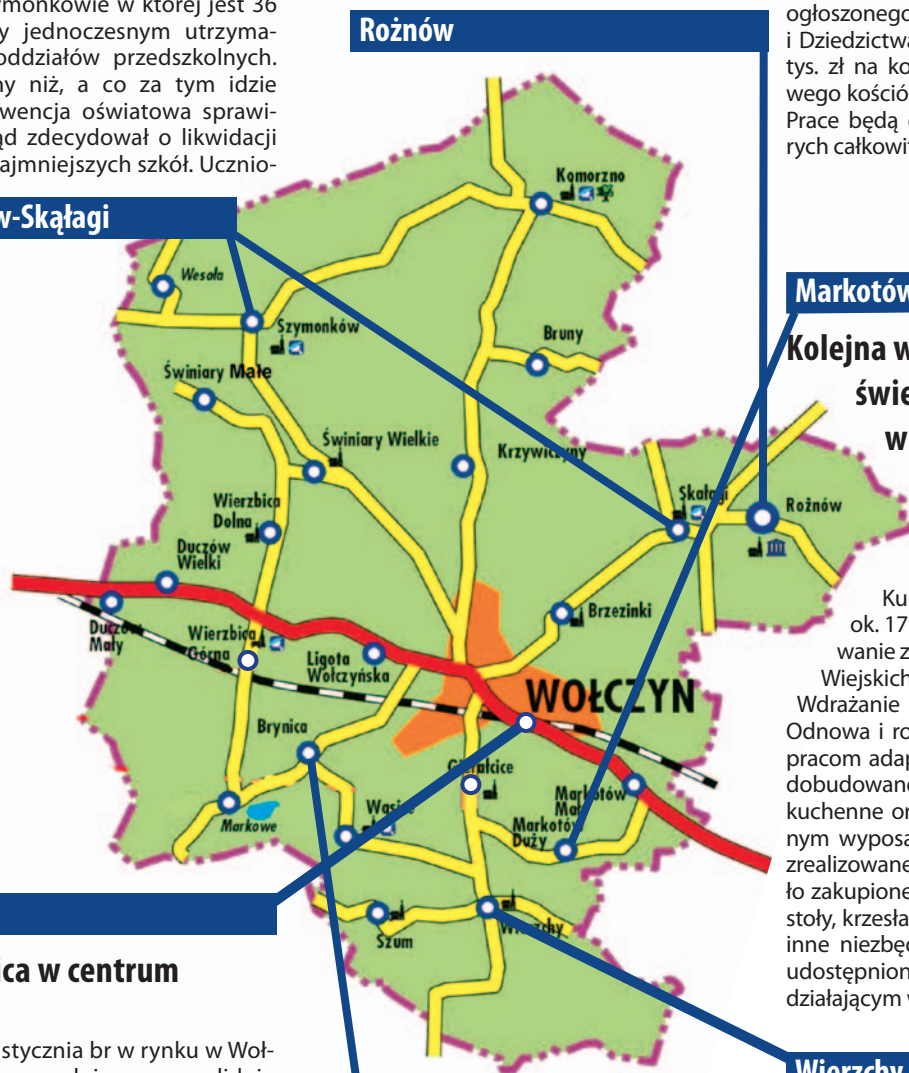 ymonkowie w której jest 36
y jednoczesnym utrzyma-
oddziałów przedszkolnych.
ny niż, a co za tym idzie
wencja oświatowa sprawi-
ąd zdecydował o likwidacji
ajmniejszych szkół. Ucznio-
w-Skąłagi
Rożnów
ogłoszonego
i Dziedzictwa
tys. zł na ko
wego kośció
Prace będą
rych całkowit
Markotów
Kolejna w
świe
w
Ku
ok. 17
wanie z
Wiejskich
Wdrażanie
Odnowa i ro
pracom adap
dobudowane
kuchenne or
nym wyposa
zrealizowane
ło zakupione
stoły, krzesła
inne niezbęd
udostępnion
działającym w
Wierzchy
Komorzno
Wesoła
Szymonków
Bruny
Świniary Małe
Świniary Wielkie
Krzywiczyny
Skałagi
Rożnów
Wierzbica
Dolna
Duczów
Wielki
Brzezinki
Duczów
Mały
Wierzbica
Górna
Ligota
Wołczyńska
WOŁCZYN
Brynica
Gierałcice
Markotów
Mały
Markowe
Wąsice
Markotów
Duży
Szum
Wierzchy
ica w centrum
stycznia br w rynku w Woł-